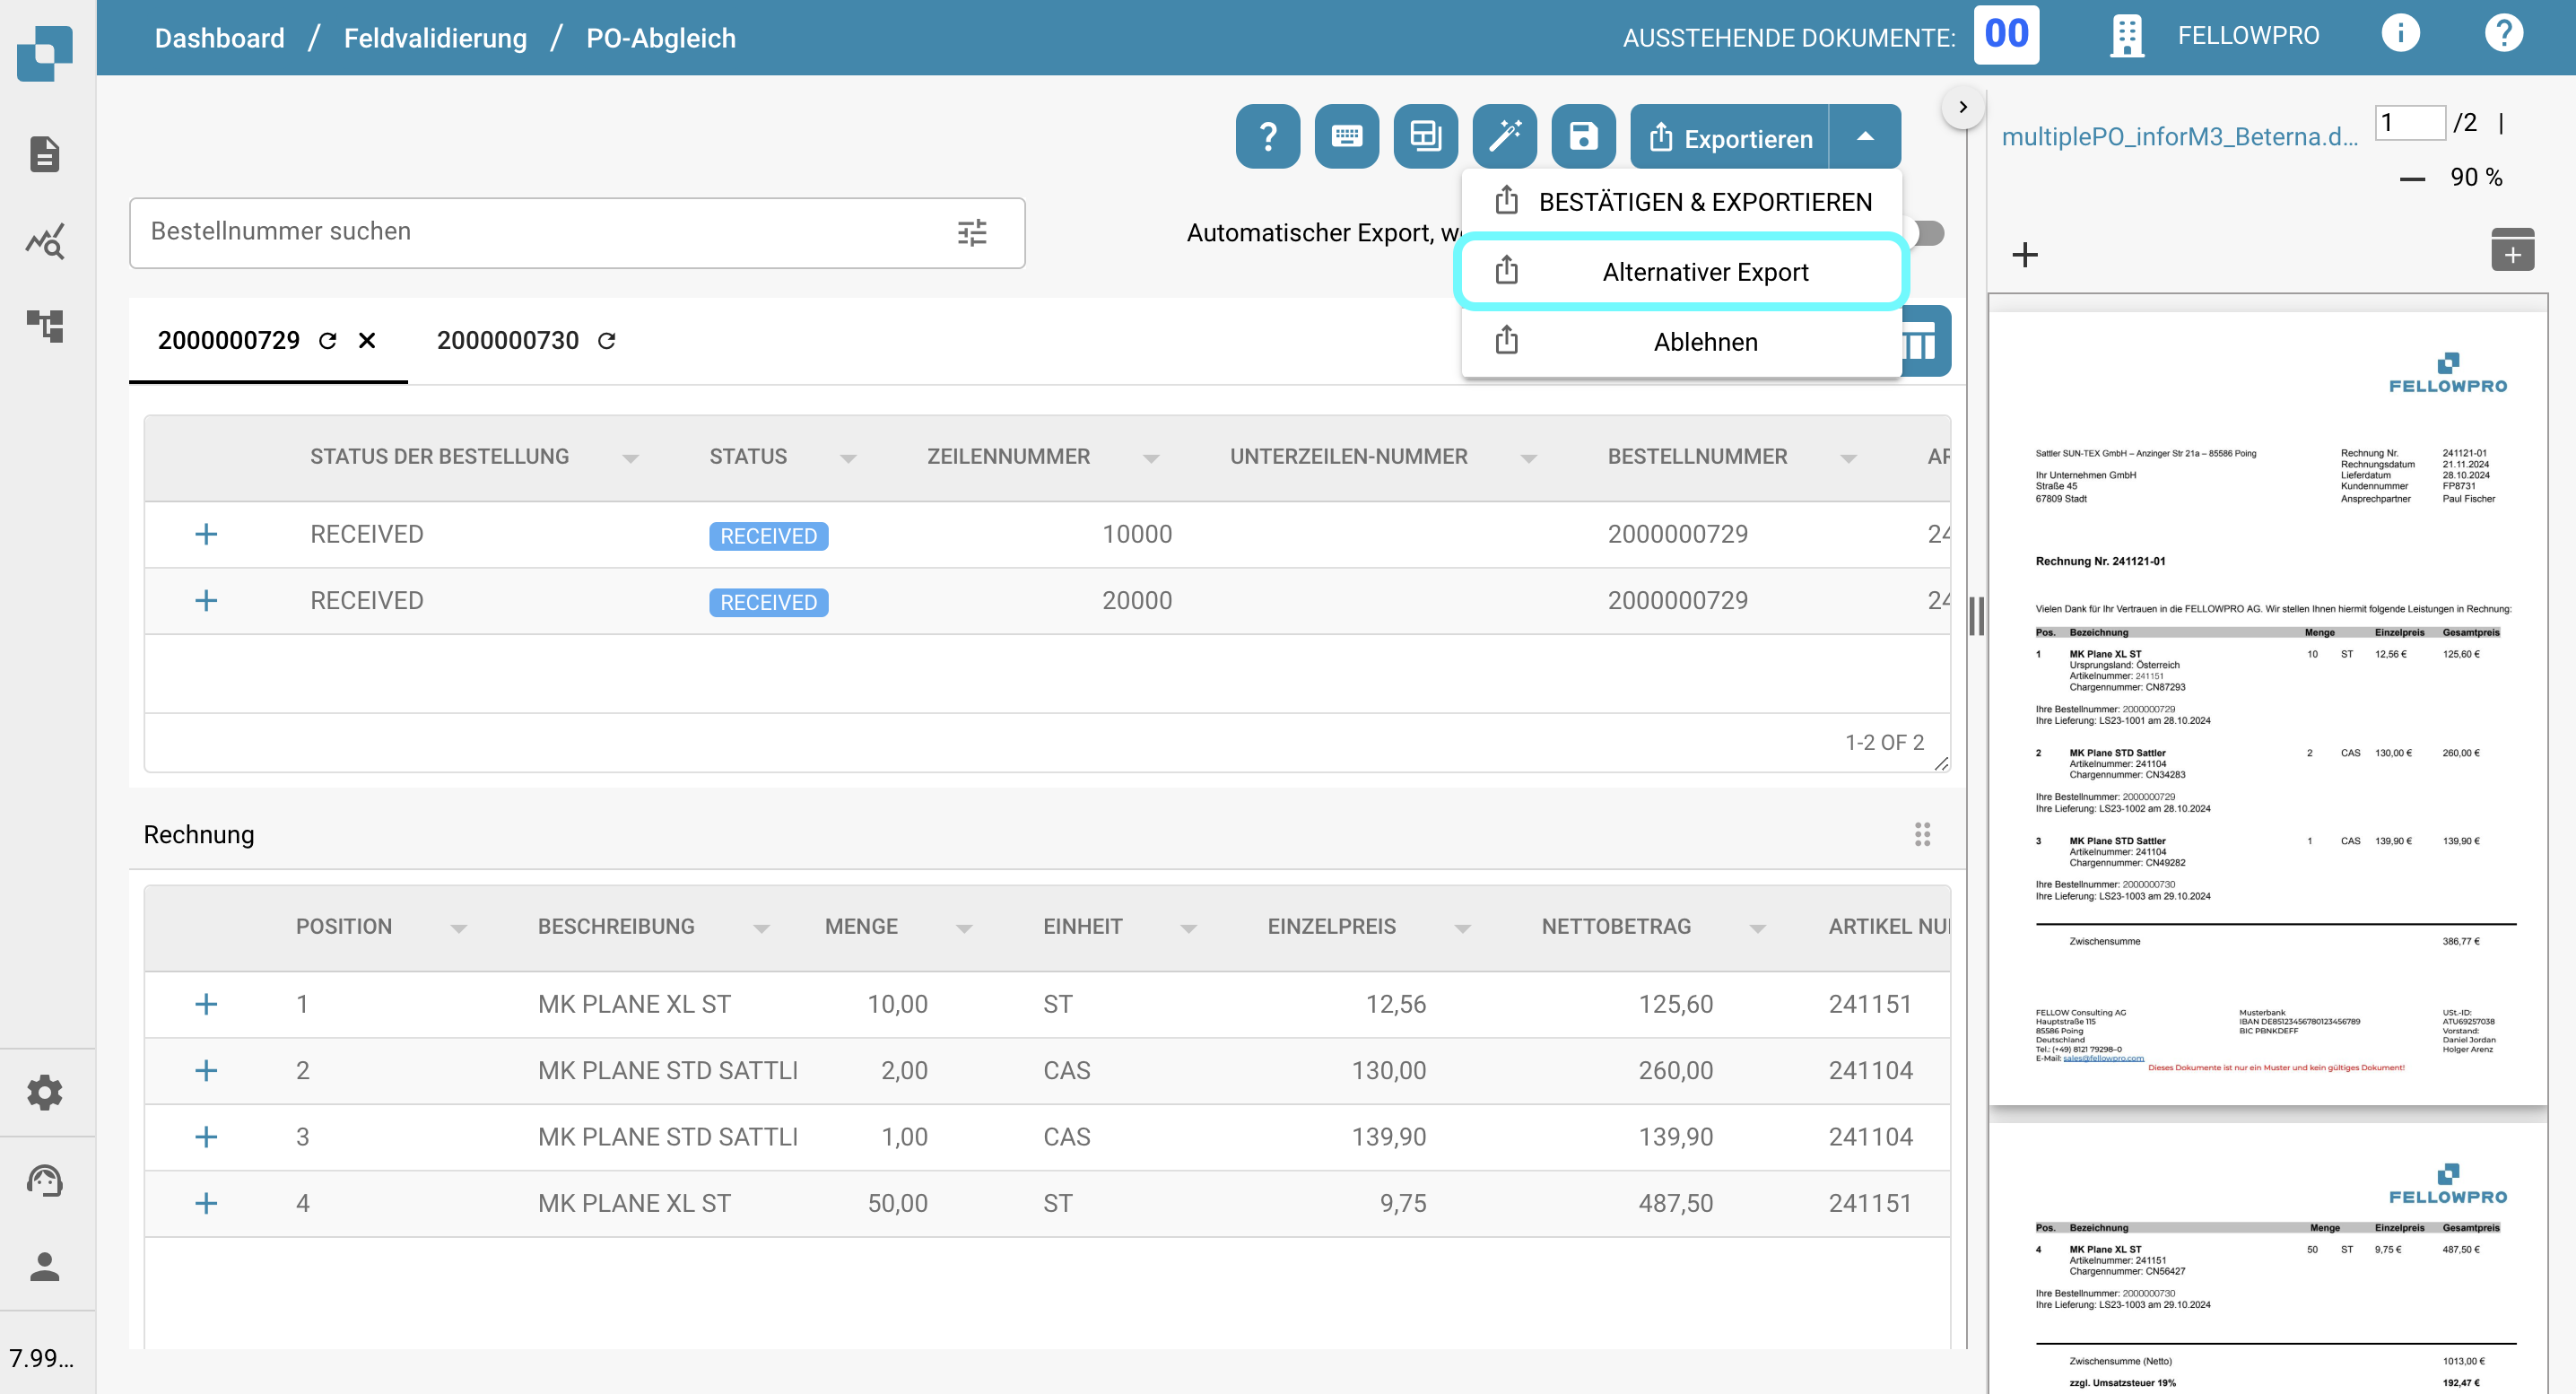 Dashboard / Feldvalidierung / PO-Abgleich
AUSSTEHENDE DOKUMENTE: 00
FELLOWPRO
Exportieren
BESTÄTIGEN & EXPORTIEREN
Alternativer Export
Ablehnen
Bestellnummer suchen
Automatischer Export,
2000000729
2000000730
STATUS DER BESTELLUNG STATUS ZEILENNUMMER UNTERZEILEN-NUMMER BESTELLNUMMER
RECEIVED RECEIVED 10000 2000000729 24
RECEIVED RECEIVED 20000 2000000729 24
1-2 OF 2
Rechnung
POSITION BESCHREIBUNG MENGE EINHEIT EINZELPREIS NETTOBETRAG ARTIKEL
1 MK PLANE XL ST 10,00 ST 12,56 125,60 241151
2 MK PLANE STD SATTLI 2,00 CAS 130,00 260,00 241104
3 MK PLANE STD SATTLI 1,00 CAS 139,90 139,90 241104
4 MK PLANE XL ST 50,00 ST 9,75 487,50 241151
7.99...
multiplePO_inforM3_Beterna.d...
1 /2 |
90 %
FELLOWPRO
Sattler SUN-TEX GmbH – Anzinger Str 21a – 85586 Poing
Ihr Unternehmen GmbH
Straße 45
67809 Stadt
Rechnung Nr. 241121-01
Rechnungsdatum 21.11.2024
Lieferdatum 28.10.2024
Kundennummer FP8731
Ansprechpartner Paul Fischer
Rechnung Nr. 241121-01
Vielen Dank für Ihr Vertrauen in die FELLOWPRO AG. Wir stellen Ihnen hiermit folgende Leistungen in Rechnung:
Pos. Bezeichnung Menge Einzelpreis Gesamtpreis
1 MK Plane XL ST 10 ST 12,56 € 125,60 €
Ursprungsland: Österreich
Artikelnummer: 241151
Chargennummer: CN87293
Ihre Bestellnummer: 2000000729
Ihre Lieferung: LS23-1001 am 28.10.2024
2 MK Plane STD Sattler 2 CAS 130,00 € 260,00 €
Artikelnummer: 241104
Chargennummer: CN34283
Ihre Bestellnummer: 2000000729
Ihre Lieferung: LS23-1002 am 28.10.2024
3 MK Plane STD Sattler 1 CAS 139,90 € 139,90 €
Artikelnummer: 241104
Chargennummer: CN49282
Ihre Bestellnummer: 2000000730
Ihre Lieferung: LS23-1003 am 29.10.2024
Zwischensumme 386,77 €
FELLOW Consulting AG
Hauptstraße 115
85586 Poing
Deutschland
Tel.: (+49) 8121 79298-0
E-Mail: sales@fellowpro.com
Musterbank
IBAN DE85123456780123456789
BIC PBNKDEFF
USt.-ID:
ATU69257038
Vorstand:
Daniel Jordan
Holger Arenz
Dieses Dokumente ist nur ein Muster und kein gültiges Dokument!
FELLOWPRO
Pos. Bezeichnung Menge Einzelpreis Gesamtpreis
4 MK Plane XL ST 50 ST 9,75 € 487,50 €
Artikelnummer: 241151
Chargennummer: CN56427
Ihre Bestellnummer: 2000000730
Ihre Lieferung: LS23-1003 am 29.10.2024
Zwischensumme (Netto) 1013,00 €
zzgl. Umsatzsteuer 19% 192,47 €